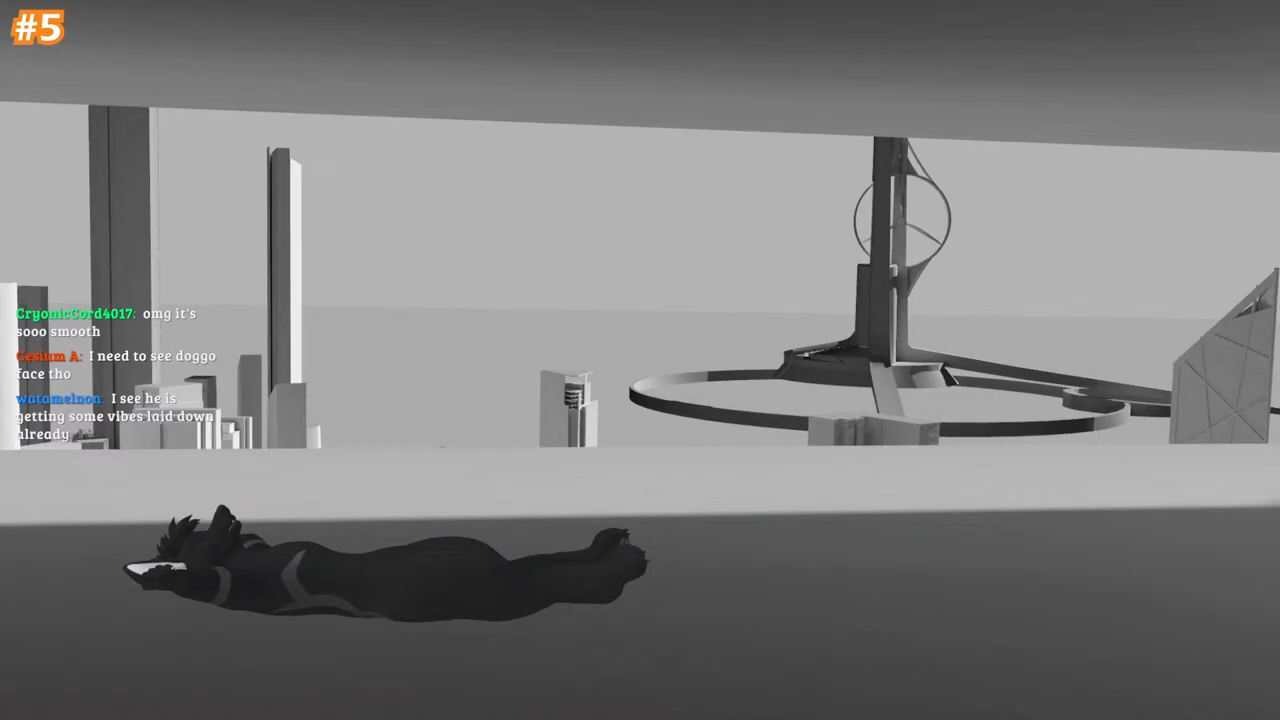 #5
CryonicCord4017: omg it's
sooo smooth
Cesium A: I need to see doggo
face tho
watamelnon: I see he is
getting some vibes laid down
already